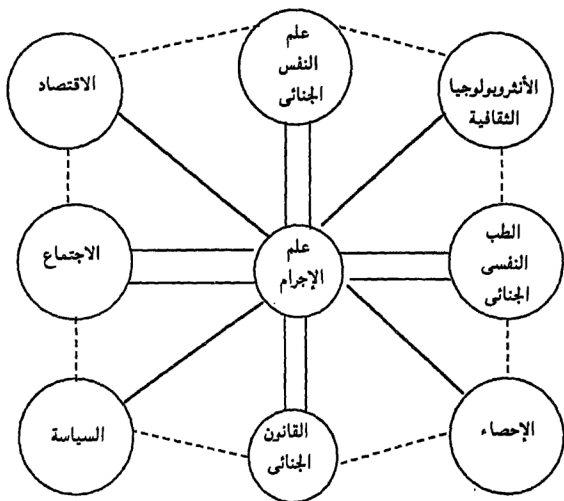 علم
النفس
الجنائى
الأنثروبولوجيا
الثقافية
الاقتصاد
الطب
النفسى
الجنائى
علم
الإجرام
الاجتماع
الإحصاء
القانون
الجنائى
السياسة